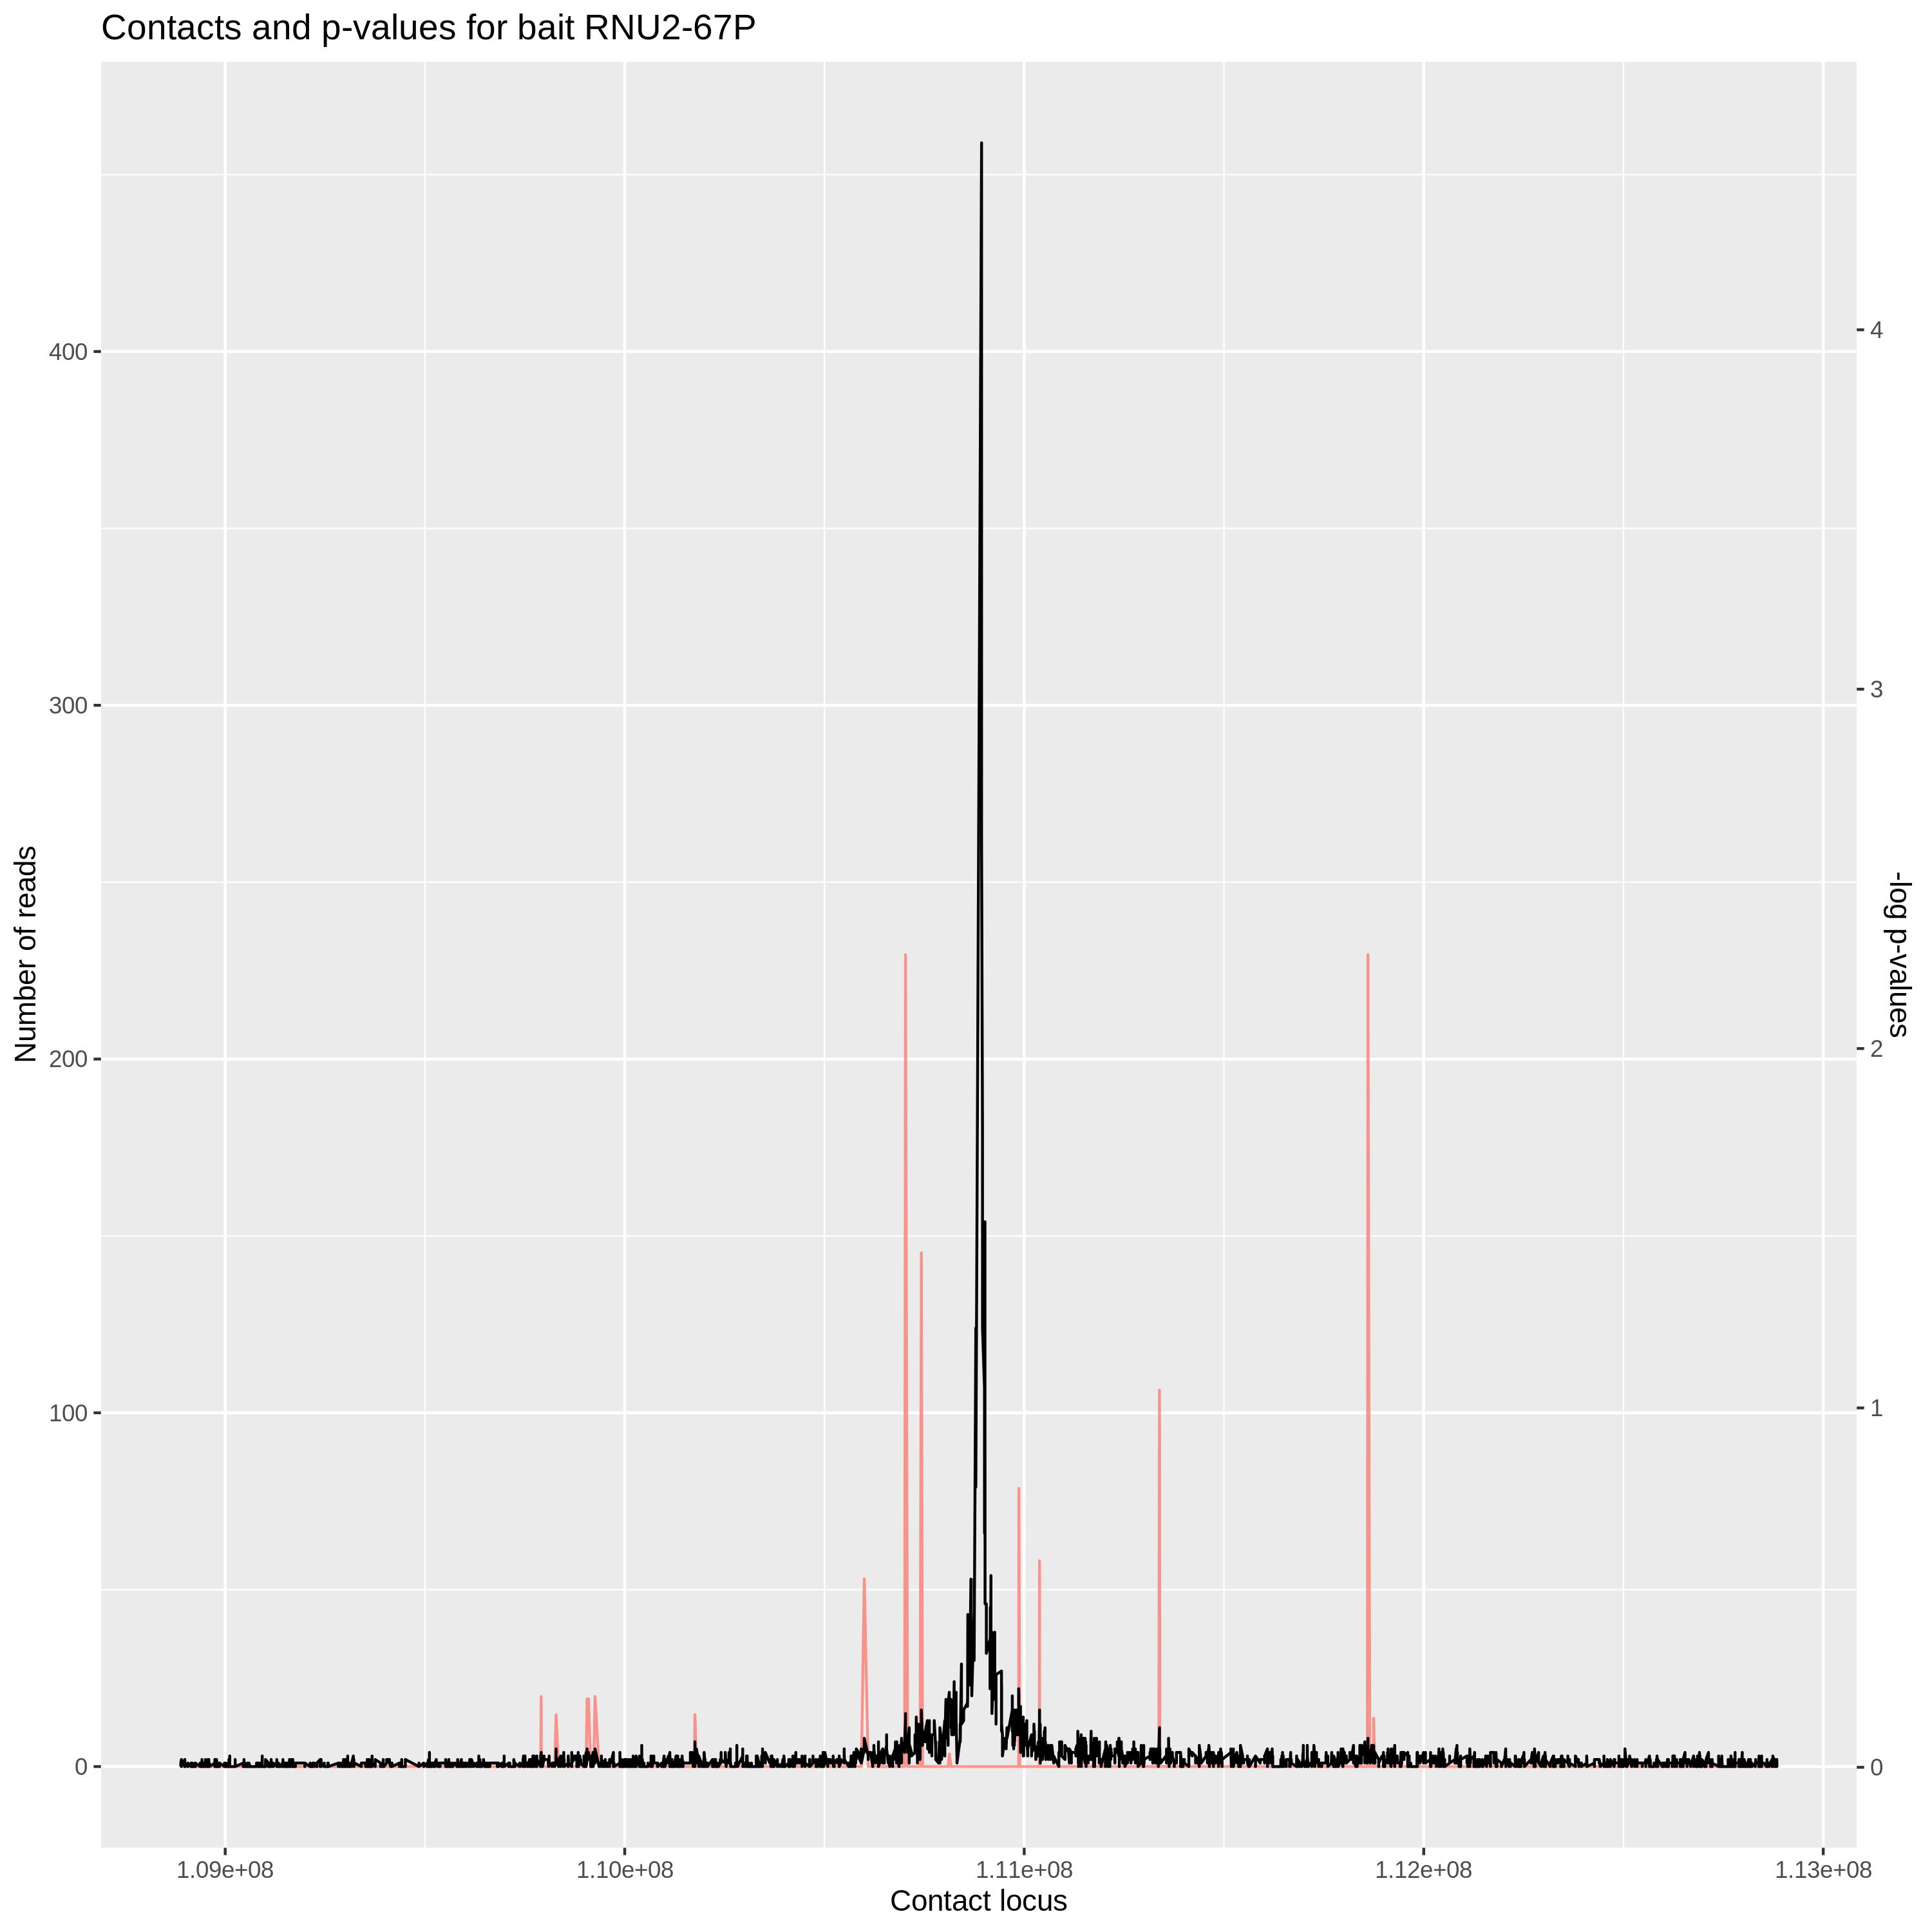 Contacts and p-values for bait RNU2-67P
Number of reads
400
300
200
100
0
4
3
2
1
0
-log p-values
1.09e+08
1.10e+08
1.11e+08
1.12e+08
1.13e+08
Contact locus